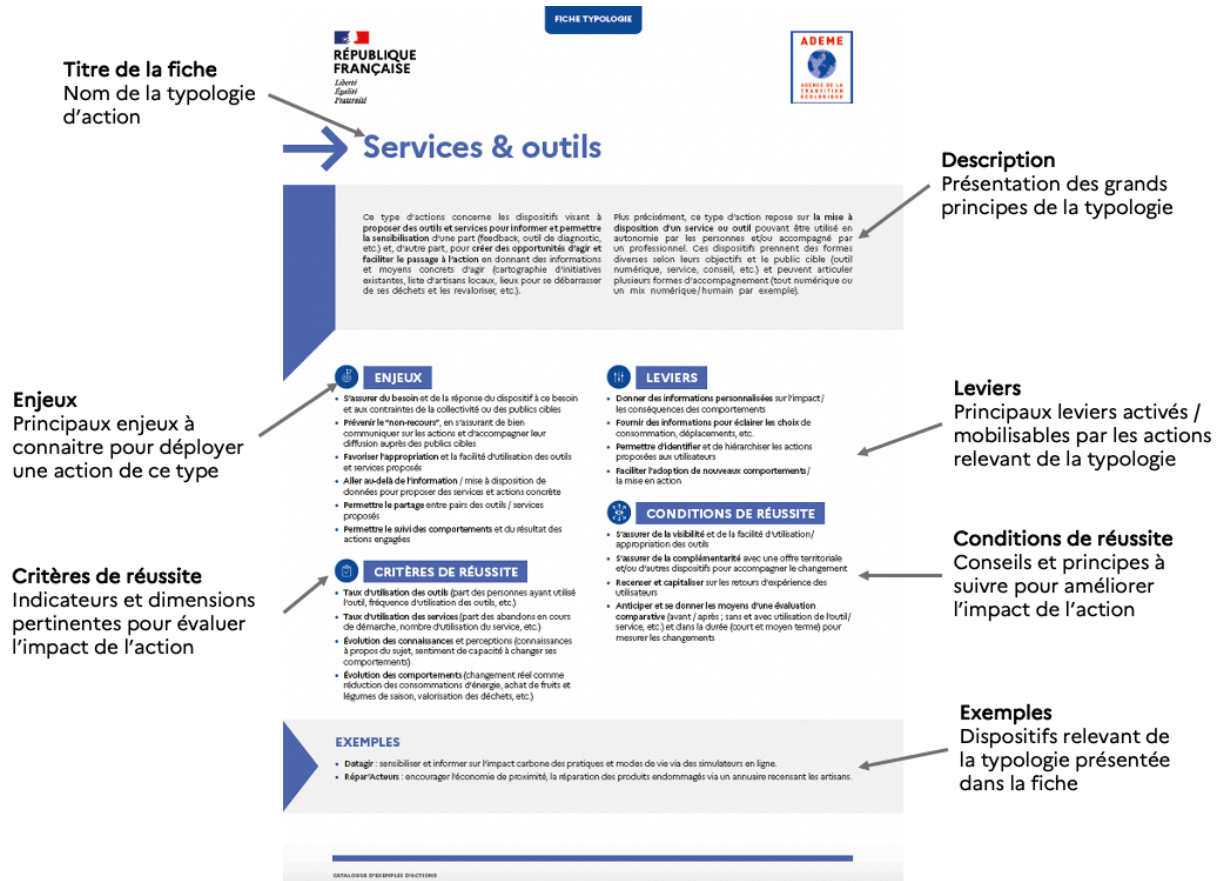 FICHE TYPOLOGIE
RÉPUBLIQUE
FRANÇAISE
Liberté
Égalité
Fraternité
ADEME
AGENCE DE LA
TRANSITION
ÉCOLOGIQUE
Titre de la fiche
Nom de la typologie
d'action
Services & outils
Description
Présentation des grands
principes de la typologie
Ce type d'actions concerne les dispositifs visant à
proposer des outils et services pour informer et permettre
la sensibilisation d'une part (feedback, outil de diagnostic,
etc.) et, d'autre part, pour créer des opportunités d'agir et
faciliter le passage à l'action en donnant des informations
et moyens concrets d'agir (cartographie d'initiatives
existantes, liste d'artisans locaux, lieux pour se débarrasser
de ses déchets et les revaloriser, etc.).
Plus précisément, ce type d'action repose sur la mise à
disposition d'un service ou outil pouvant être utilisé en
autonomie par les personnes et/ou accompagné par
un professionnel. Ces dispositifs prennent des formes
diverses selon leurs objectifs et le public cible (outil
numérique, service, conseil, etc.) et peuvent articuler
plusieurs formes d'accompagnement (tout numérique ou
un mix numérique/humain par exemple).
Enjeux
Principaux enjeux à
connaitre pour déployer
une action de ce type
ENJEUX
• S'assurer du besoin et de la réponse du dispositif à ce besoin
et aux contraintes de la collectivité ou des publics cibles
• Prévenir le "non-recours", en s'assurant de bien
communiquer sur les actions et d'accompagner leur
diffusion auprès des publics cibles
• Favoriser l'appropriation et la facilité d'utilisation des outils
et services proposés
• Aller au-delà de l'information / mise à disposition de
données pour proposer des services et actions concrète
• Permettre le partage entre pairs des outils / services
proposés
• Permettre le suivi des comportements et du résultat des
actions engagées
LEVIERS
• Donner des informations personnalisées sur l'impact /
les conséquences des comportements
• Fournir des informations pour éclairer les choix de
consommation, déplacements, etc.
• Permettre d'identifier et de hiérarchiser les actions
proposées aux utilisateurs
• Faciliter l'adoption de nouveaux comportements /
la mise en action
Leviers
Principaux leviers activés /
mobilisables par les actions
relevant de la typologie
Critères de réussite
Indicateurs et dimensions
pertinentes pour évaluer
l'impact de l'action
CRITÈRES DE RÉUSSITE
• Taux d'utilisation des outils (part des personnes ayant utilisé
l'outil, fréquence d'utilisation des outils, etc.)
• Taux d'utilisation des services (part des abandons en cours
de démarche, nombre d'utilisation du service, etc.)
• Évolution des connaissances et perceptions (connaissances
à propos du sujet, sentiment de capacité à changer ses
comportements)
• Évolution des comportements (changement réel comme
réduction des consommations d'énergie, achat de fruits et
légumes de saison, valorisation des déchets, etc.)
CONDITIONS DE RÉUSSITE
• S'assurer de la visibilité et de la facilité d'utilisation/
appropriation des outils
• S'assurer de la complémentarité avec une offre territoriale
et/ou d'autres dispositifs pour accompagner le changement
• Recenser et capitaliser sur les retours d'expérience des
utilisateurs
• Anticiper et se donner les moyens d'une évaluation
comparative (avant / après ; sans et avec utilisation de l'outil/
service, etc.) et dans la durée (court et moyen terme) pour
mesurer les changements
Conditions de réussite
Conseils et principes à
suivre pour améliorer
l'impact de l'action
EXEMPLES
• Datagir : sensibiliser et informer sur l'impact carbone des pratiques et modes de vie via des simulateurs en ligne.
• Répar'Acteurs : encourager l'économie de proximité, la réparation des produits endommagés via un annuaire recensant les artisans.
Exemples
Dispositifs relevant de
la typologie présentée
dans la fiche
CATALOGUE D'EXEMPLES D'ACTIONS